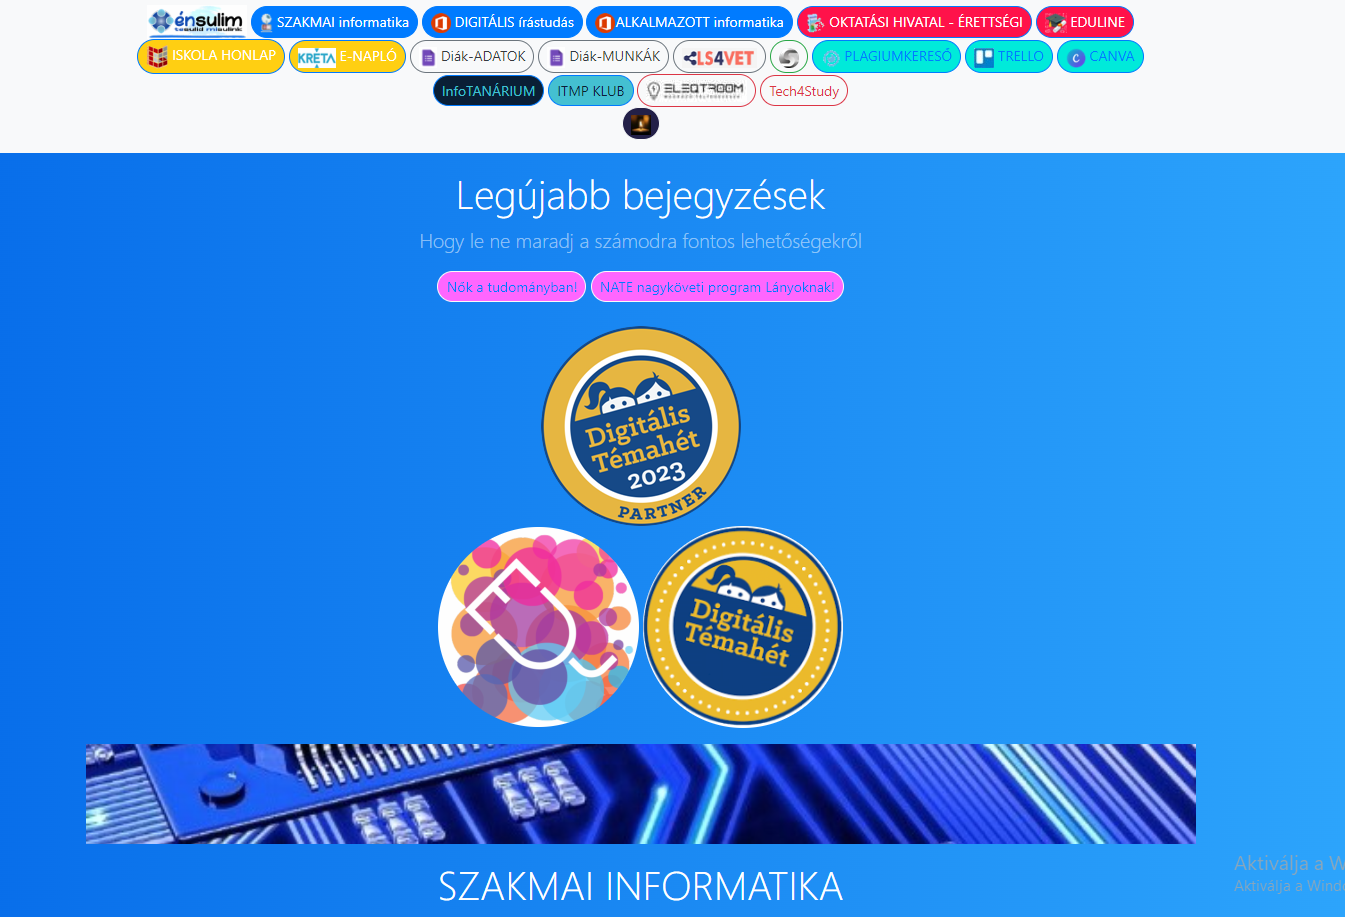 énsulim
tesulid misulink
SZAKMAI informatika
DIGITÁLIS írástudás
ALKALMAZOTT informatika
OKTATÁSI HIVATAL - ÉRETTSÉGI
EDULINE
ISKOLA HONLAP
KRÉTA E-NAPLÓ
Diák-ADATOK
Diák-MUNKÁK
LS4VET
PLAGIUMKERESŐ
TRELLO
C CANVA
InfoTANÁRIUM
ITMP KLUB
ELEQTROOM
Tech4Study
Legújabb bejegyzések
Hogy le ne maradj a számodra fontos lehetőségekről
Nők a tudományban!
NATE nagyköveti program Lányoknak!
Digitális
Témahét
2023
PARTNER
Digitális
Témahét
SZAKMAI INFORMATIKA
Aktiválja a W
Aktiválja a Wind